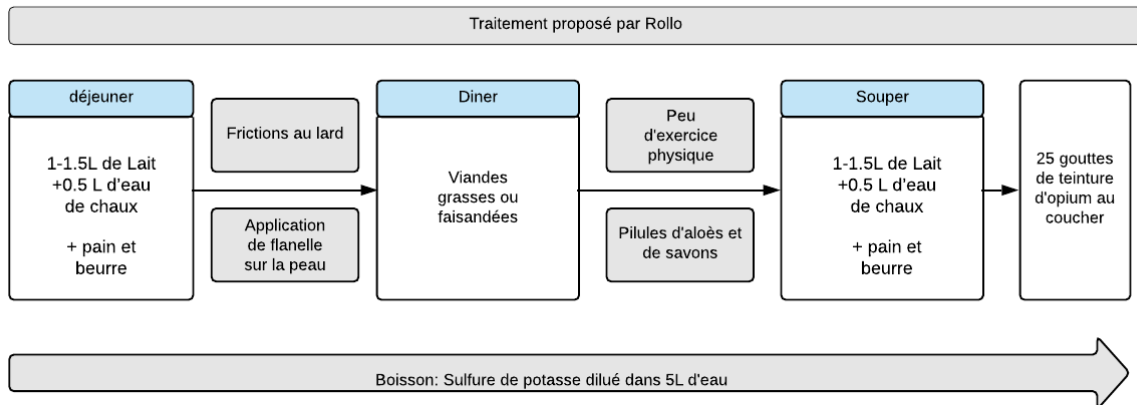 Traitement proposé par Rollo
déjeuner
1-1.5L de Lait
+0.5 L d'eau
de chaux
+ pain et
beurre
Frictions au lard
Application
de flanelle
sur la peau
Diner
Viandes
grasses ou
faisandées
Peu
d'exercice
physique
Pilules d'aloès et
de savons
Souper
1-1.5L de Lait
+0.5 L d'eau
de chaux
+ pain et
beurre
25 gouttes
de teinture
d'opium au
coucher
Boisson: Sulfure de potasse dilué dans 5L d'eau